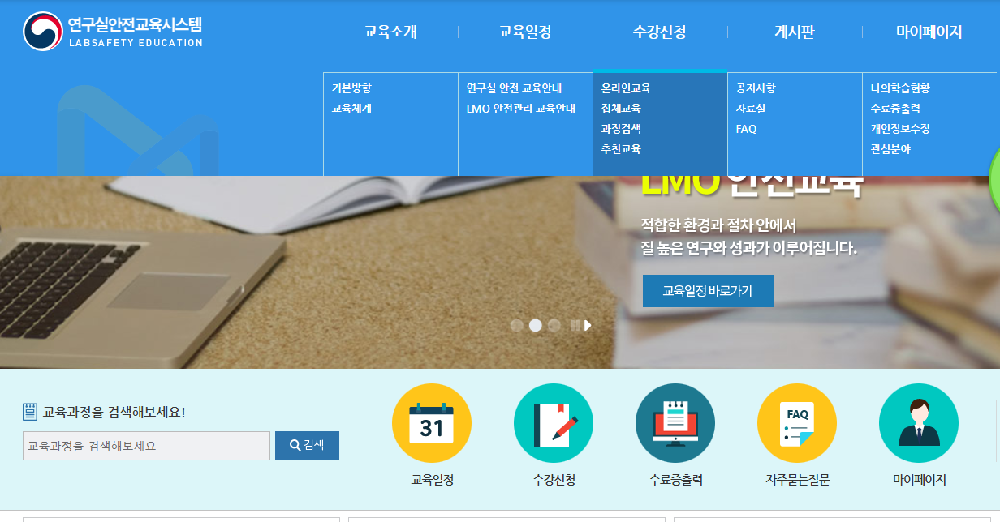 연구실안전교육시스템
LABSAFETY EDUCATION
교육소개
교육일정
수강신청
게시판
마이페이지
기본방향
교육체계
연구실 안전 교육안내
LMO 안전관리 교육안내
온라인교육
집체교육
과정검색
추천교육
공지사항
자료실
FAQ
나의학습현황
수료증출력
개인정보수정
관심분야
LMO 안전교육
적합한 환경과 절차 안에서
질 높은 연구와 성과가 이루어집니다.
교육일정 바로가기
교육과정을 검색해보세요!
교육과정을 검색해보세요
검색
31
교육일정
수강신청
수료증출력
FAQ
자주묻는질문
마이페이지